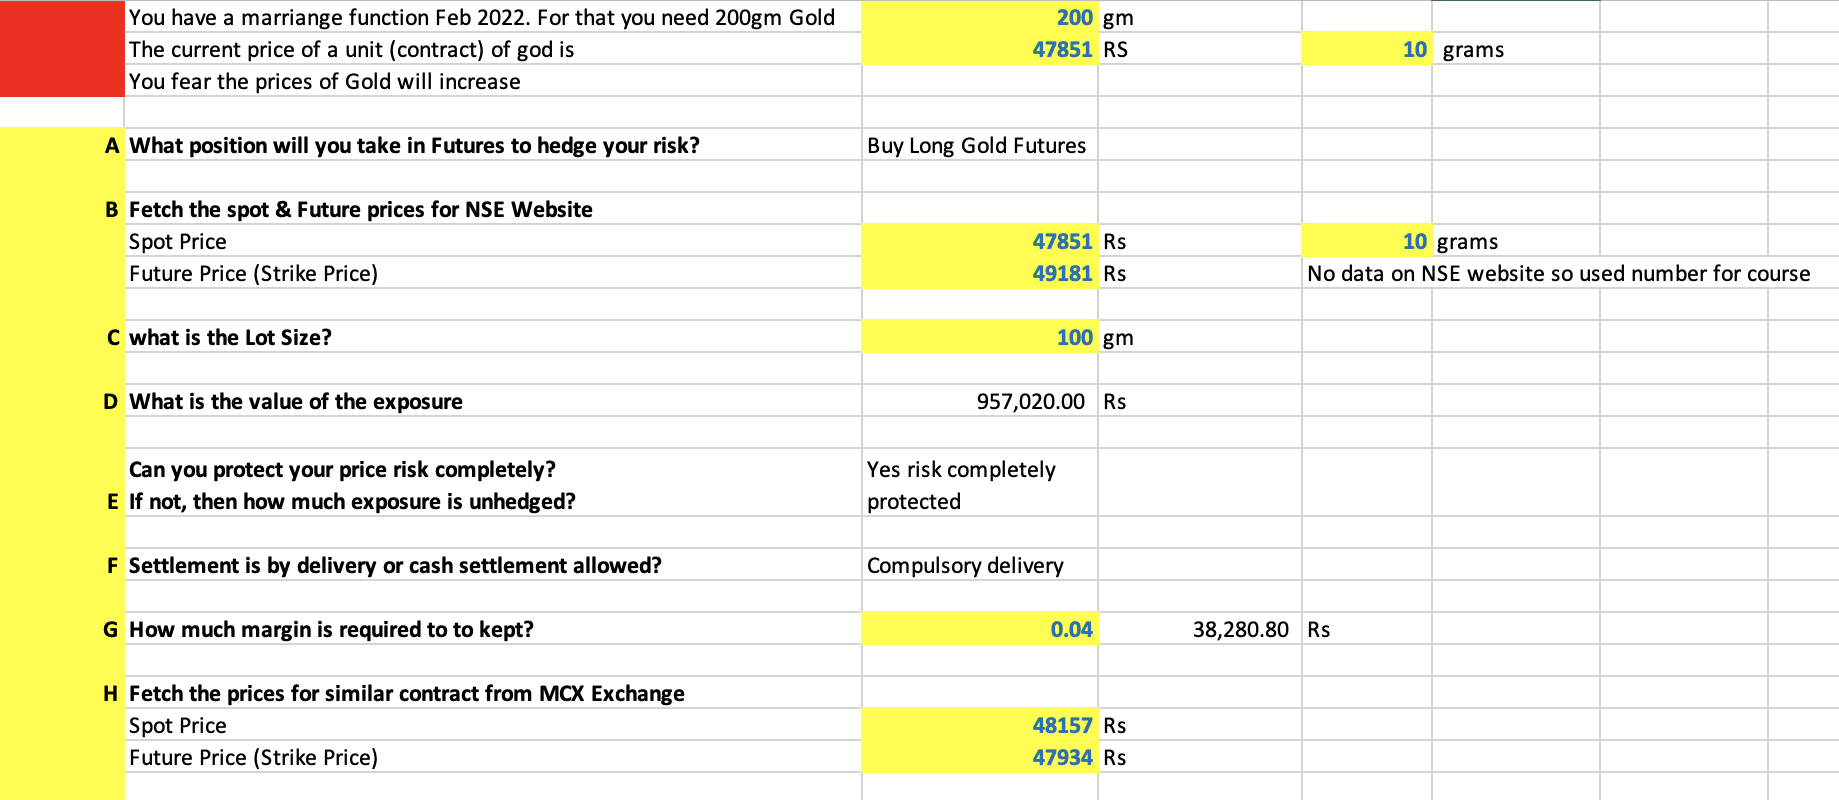 You have a marriange function Feb 2022. For that you need 200gm Gold 200 gm
The current price of a unit (contract) of god is 47851 RS 10 grams
You fear the prices of Gold will increase
A What position will you take in Futures to hedge your risk? Buy Long Gold Futures
B Fetch the spot & Future prices for NSE Website
Spot Price 47851 Rs 10 grams
Future Price (Strike Price) 49181 Rs No data on NSE website so used number for course
C what is the Lot Size? 100 gm
D What is the value of the exposure 957,020.00 Rs
Can you protect your price risk completely? Yes risk completely
E If not, then how much exposure is unhedged? protected
F Settlement is by delivery or cash settlement allowed? Compulsory delivery
G How much margin is required to to kept? 0.04 38,280.80 Rs
H Fetch the prices for similar contract from MCX Exchange
Spot Price 48157 Rs
Future Price (Strike Price) 47934 Rs